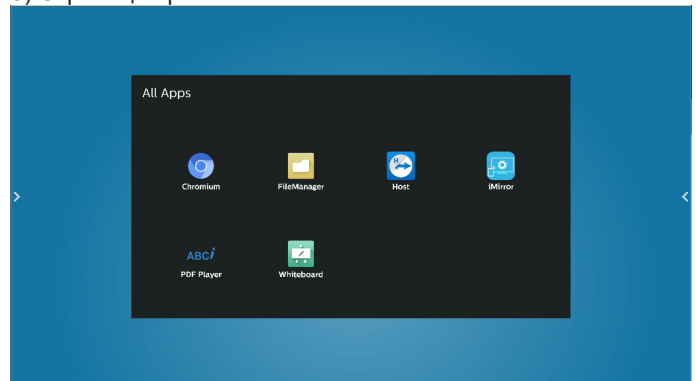 All Apps
Chromium FileManager Host iMirror
ABCi
PDF Player Whiteboard